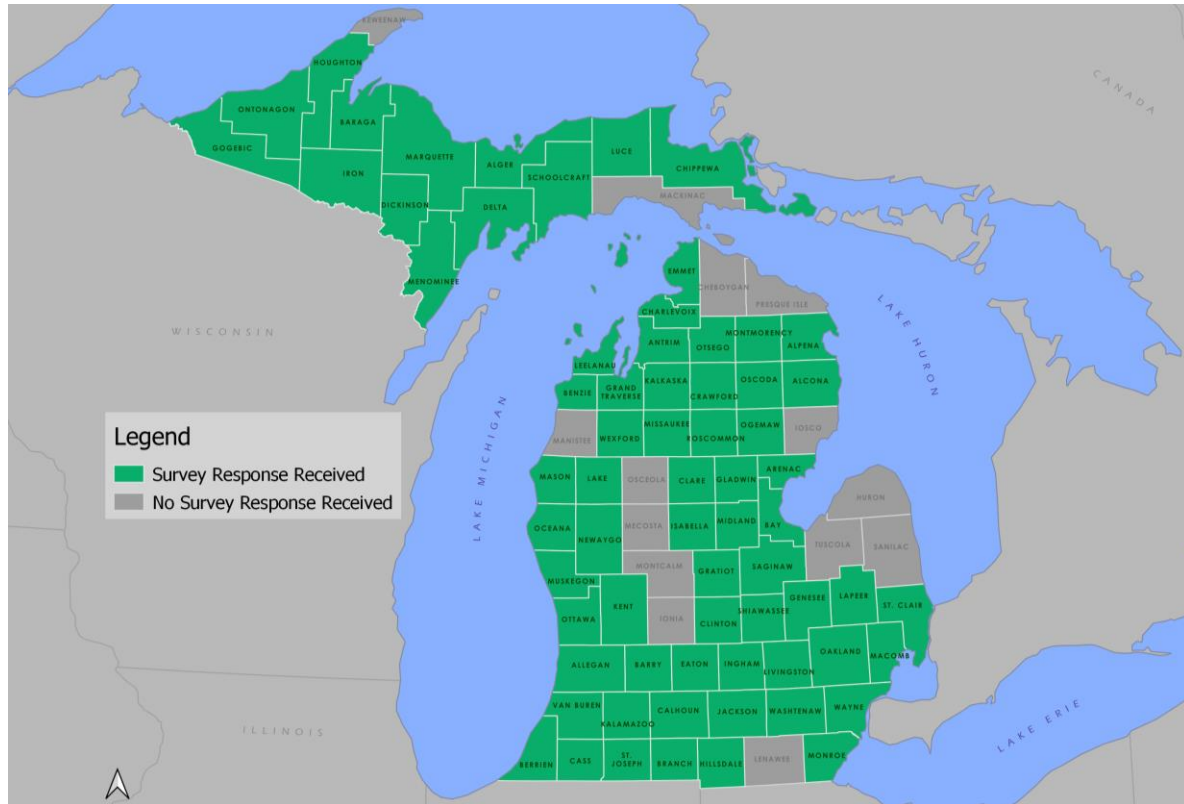 KEWEENAW
HOUGHTON
ONTONAGON
BARAGA
GOGEBIC
MARQUETTE
ALGER
LUCE
CHIPPEWA
SCHOOLCRAFT
IRON
MACKINAC
DICKINSON
DELTA
MENOMINEE
CANADA
WISCONSIN
EMMET
CHEBOYGAN
PRESQUE ISLE
CHARLEVOIX
ANTRIM
OTSEGO
MONTMORENCY
ALPENA
LEELANAU
BENZIE
GRAND
TRAVERSE
KALKASKA
CRAWFORD
OSCODA
ALCONA
LAKE HURON
LAKE MICHIGAN
MANISTEE
WEXFORD
MISSAUKEE
ROSCOMMON
OGEMAW
IOSCO
Legend
Survey Response Received
No Survey Response Received
MASON
LAKE
OSCEOLA
CLARE
GLADWIN
ARENAC
OCEANA
NEWAYGO
MECOSTA
ISABELLA
MIDLAND
BAY
HURON
TUSCOLA
SANILAC
MUSKEGON
MONTCALM
GRATIOT
SAGINAW
OTTAWA
KENT
IONIA
CLINTON
SHIAWASSEE
GENESEE
LAPEER
ST. CLAIR
ALLEGAN
BARRY
EATON
INGHAM
LIVINGSTON
OAKLAND
MACOMB
VAN BUREN
KALAMAZOO
CALHOUN
JACKSON
WASHTENAW
WAYNE
BERRIEN
CASS
ST.
JOSEPH
BRANCH
HILLSDALE
LENAWEE
MONROE
ILLINOIS
LAKE ERIE